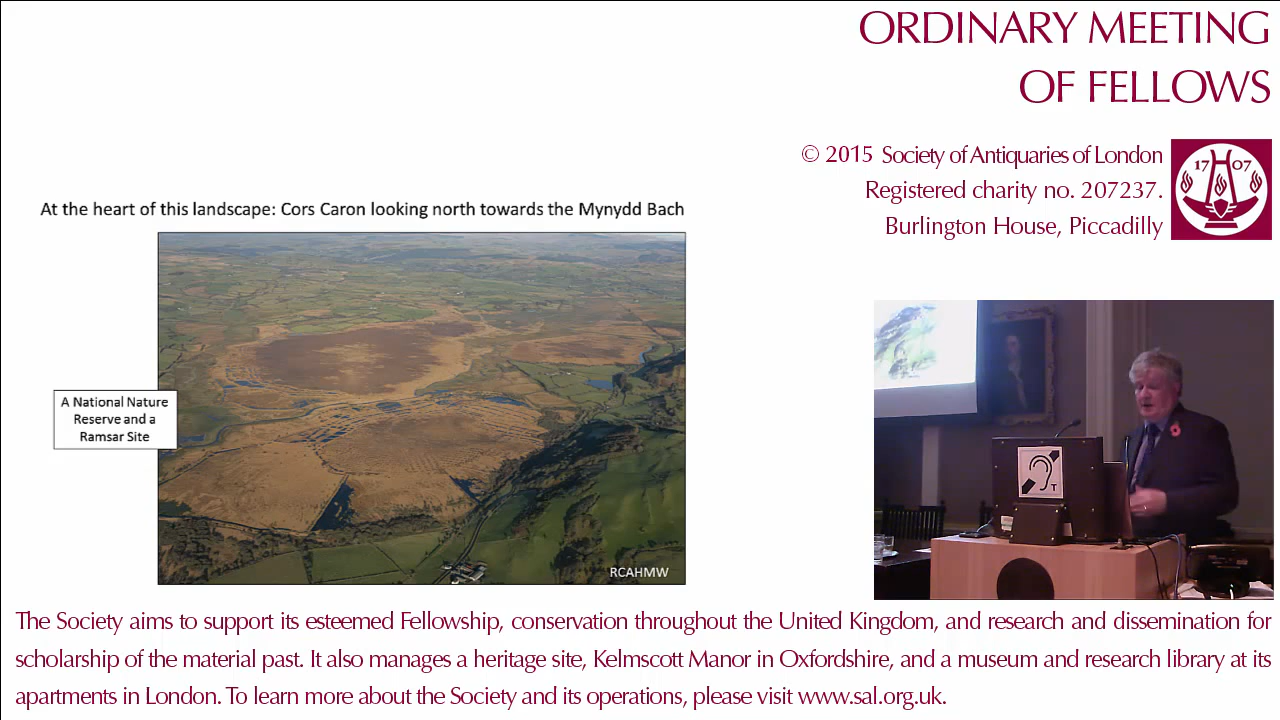 ORDINARY MEETING
OF FELLOWS
© 2015 Society of Antiquaries of London
Registered charity no. 207237.
Burlington House, Piccadilly
17 07
At the heart of this landscape: Cors Caron looking north towards the Mynydd Bach
A National Nature
Reserve and a
Ramsar Site
RCAHMW
T
The Society aims to support its esteemed Fellowship, conservation throughout the United Kingdom, and research and dissemination for
scholarship of the material past. It also manages a heritage site, Kelmscott Manor in Oxfordshire, and a museum and research library at its
apartments in London. To learn more about the Society and its operations, please visit www.sal.org.uk.